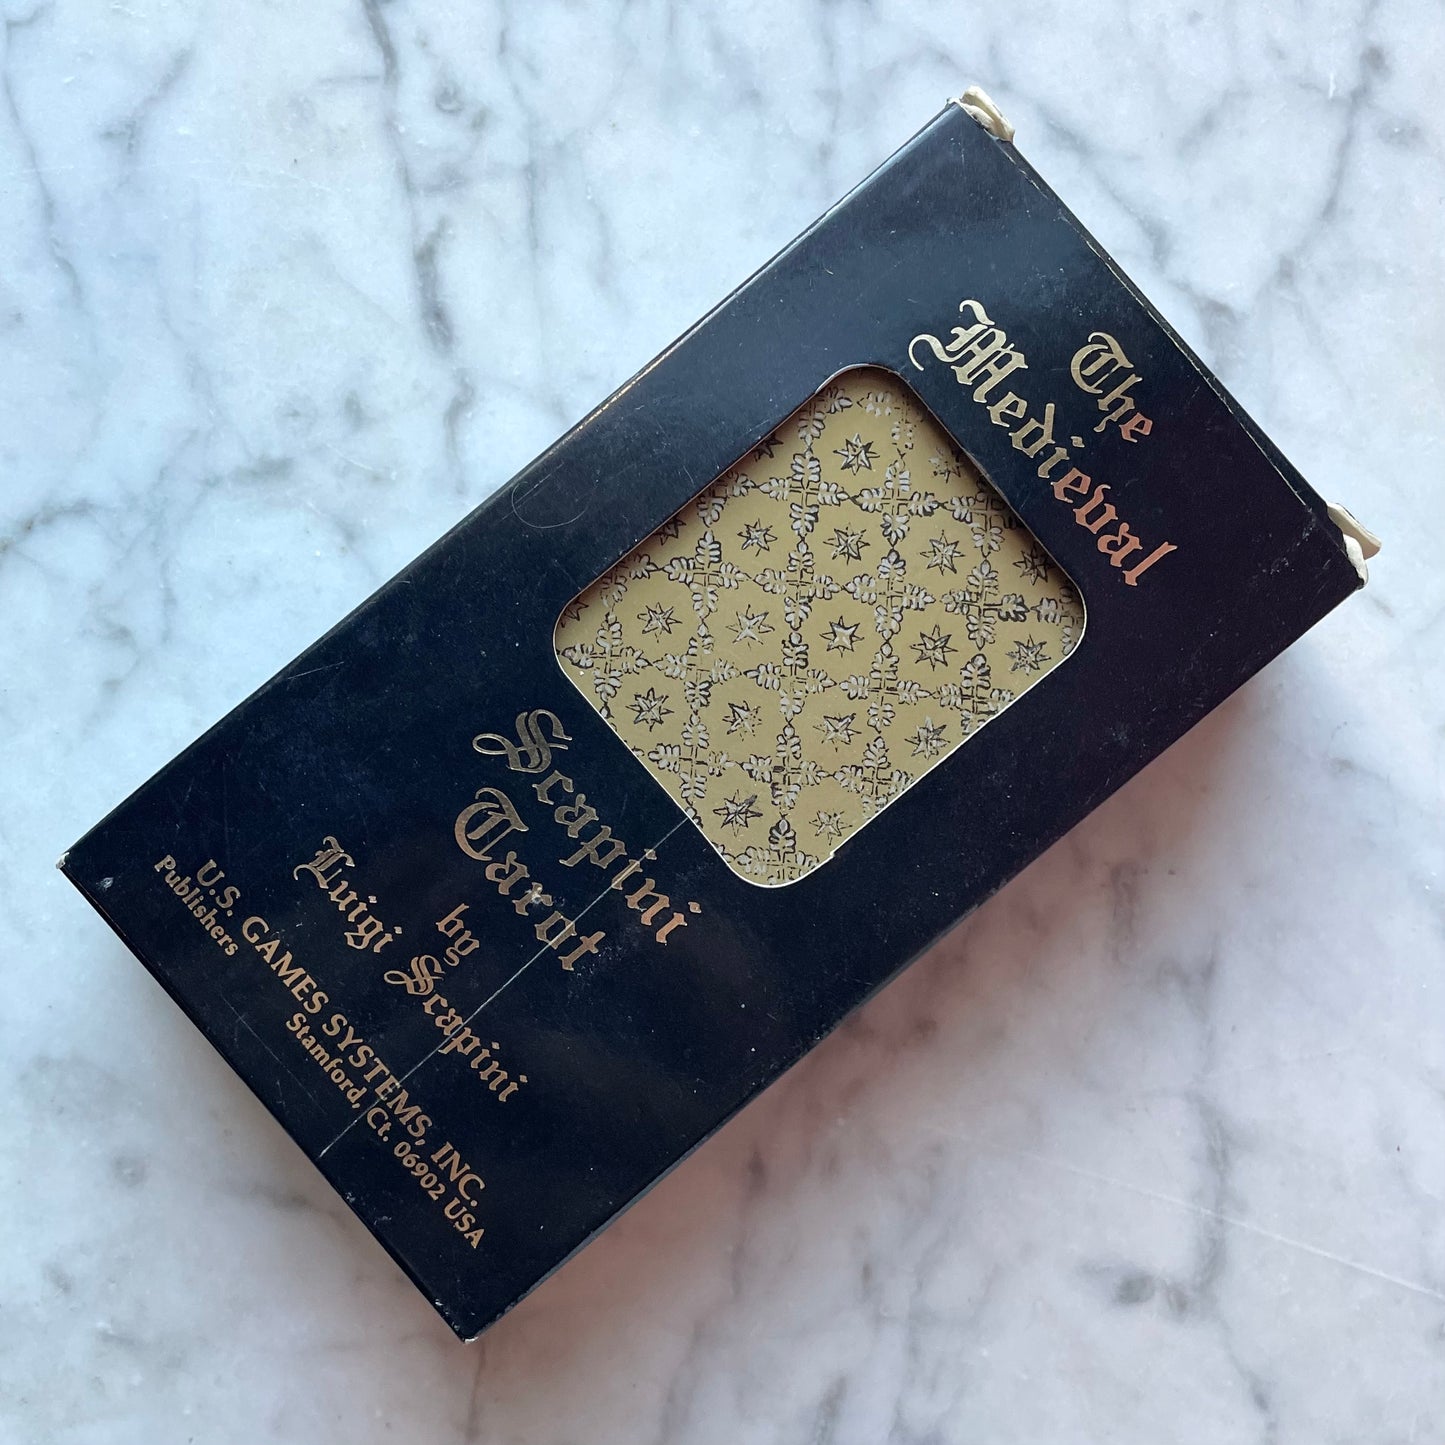 The
Medieval
Scapini
Tarot
by
Luigi Scapini
U.S. GAMES SYSTEMS, INC.
Publishers Stamford, Ct. 06902 USA